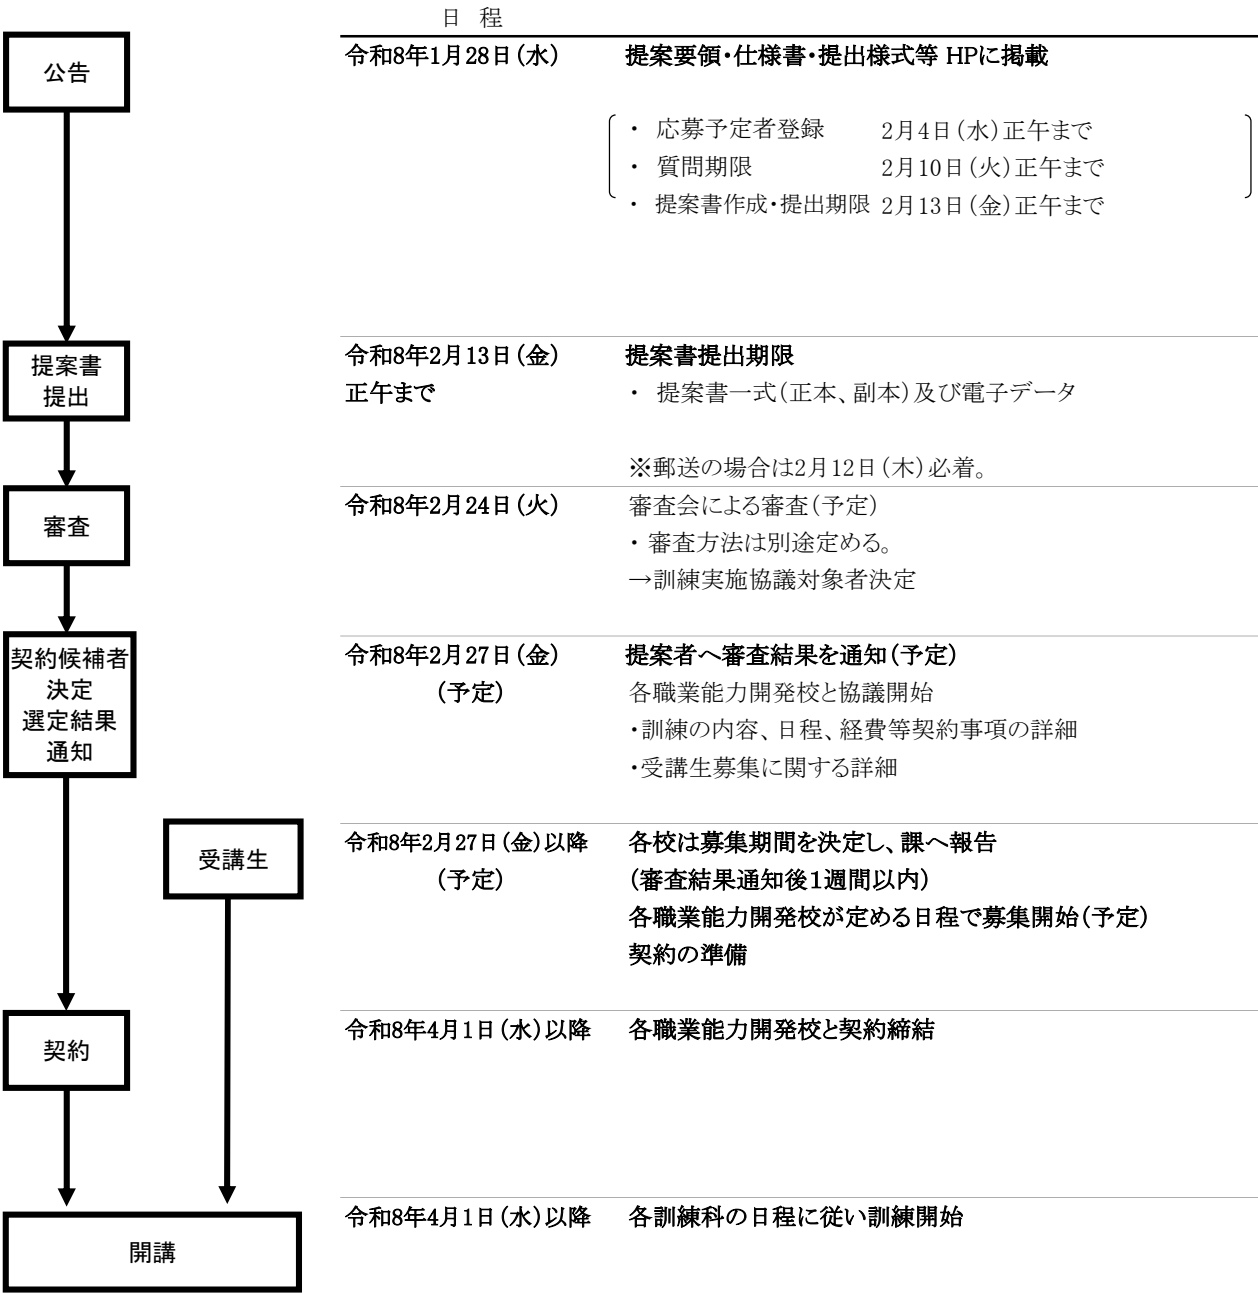 日 程
公告
令和8年1月28日(水) 提案要領・仕様書・提出様式等 HPに掲載
・ 応募予定者登録 2月4日(水)正午まで
・ 質問期限 2月10日(火)正午まで
・ 提案書作成・提出期限 2月13日(金)正午まで
提案書
提出
令和8年2月13日(金) 提案書提出期限
正午まで ・ 提案書一式(正本、副本)及び電子データ
※郵送の場合は2月12日(木)必着。
審査
令和8年2月24日(火) 審査会による審査(予定)
・ 審査方法は別途定める。
→訓練実施協議対象者決定
契約候補者
決定
選定結果
通知
令和8年2月27日(金) 提案者へ審査結果を通知(予定)
(予定) 各職業能力開発校と協議開始
・訓練の内容、日程、経費等契約事項の詳細
・受講生募集に関する詳細
受講生
令和8年2月27日(金)以降 各校は募集期間を決定し、課へ報告
(予定) (審査結果通知後1週間以内)
各職業能力開発校が定める日程で募集開始(予定)
契約の準備
契約
令和8年4月1日(水)以降 各職業能力開発校と契約締結
開講
令和8年4月1日(水)以降 各訓練科の日程に従い訓練開始